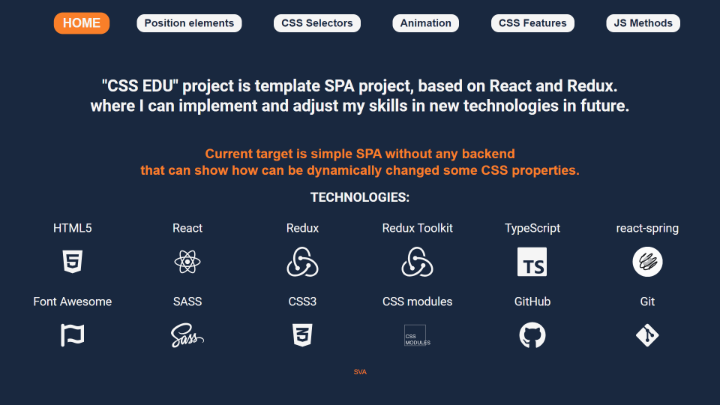 HOME Position elements CSS Selectors Animation CSS Features JS Methods
"CSS EDU" project is template SPA project, based on React and Redux.
where I can implement and adjust my skills in new technologies in future.
Current target is simple SPA without any backend
that can show how can be dynamically changed some CSS properties.
TECHNOLOGIES:
HTML5 React Redux Redux Toolkit TypeScript react-spring
5 TS
Font Awesome SASS CSS3 CSS modules GitHub Git
Sass 3 CSS
MODULES
SVA